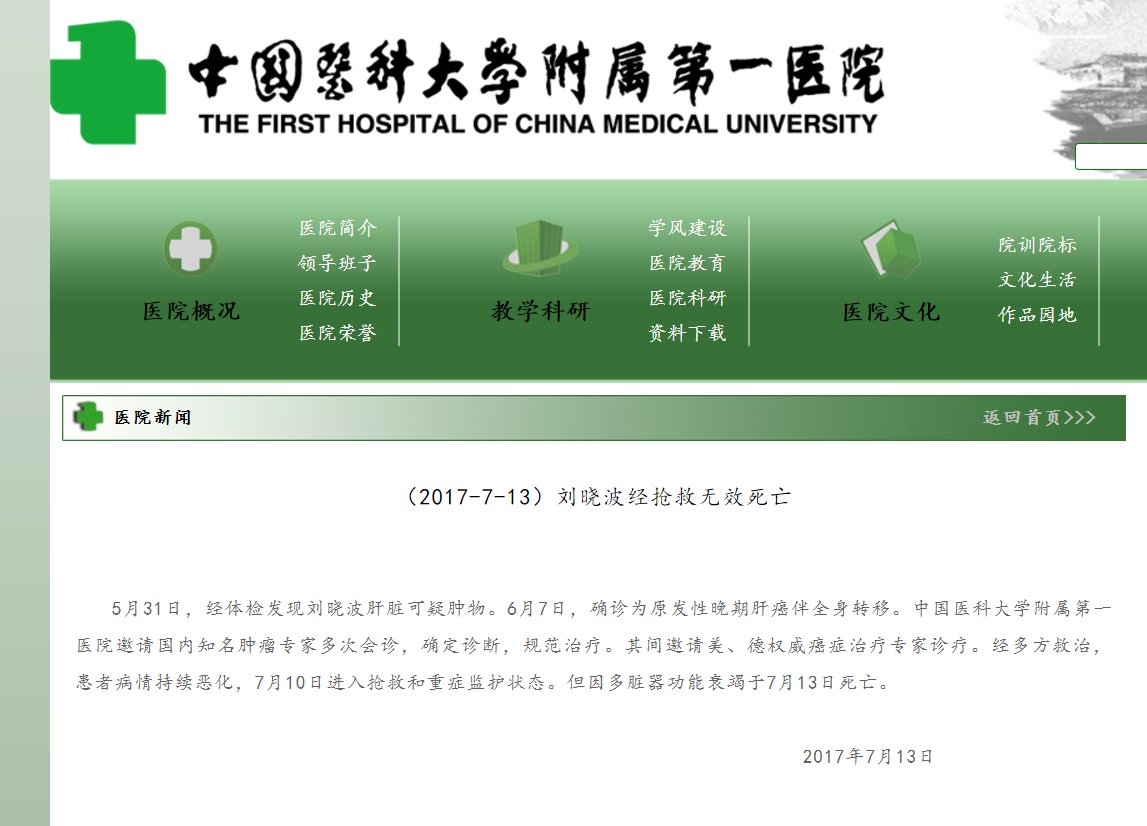 中国醫科大學附属第一医院
THE FIRST HOSPITAL OF CHINA MEDICAL UNIVERSITY
医院概况
医院简介
领导班子
医院历史
医院荣誉
教学科研
学风建设
医院教育
医院科研
资料下载
医院文化
院训院标
文化生活
作品园地
医院新闻
返回首页>>>
（2017-7-13）刘晓波经抢救无效死亡
5月31日，经体检发现刘晓波肝脏可疑肿物。6月7日，确诊为原发性晚期肝癌伴全身转移。中国医科大学附属第一
医院邀请国内知名肿瘤专家多次会诊，确定诊断，规范治疗。其间邀请美、德权威癌症治疗专家诊疗。经多方救治，
患者病情持续恶化，7月10日进入抢救和重症监护状态。但因多脏器功能衰竭于7月13日死亡。
2017年7月13日